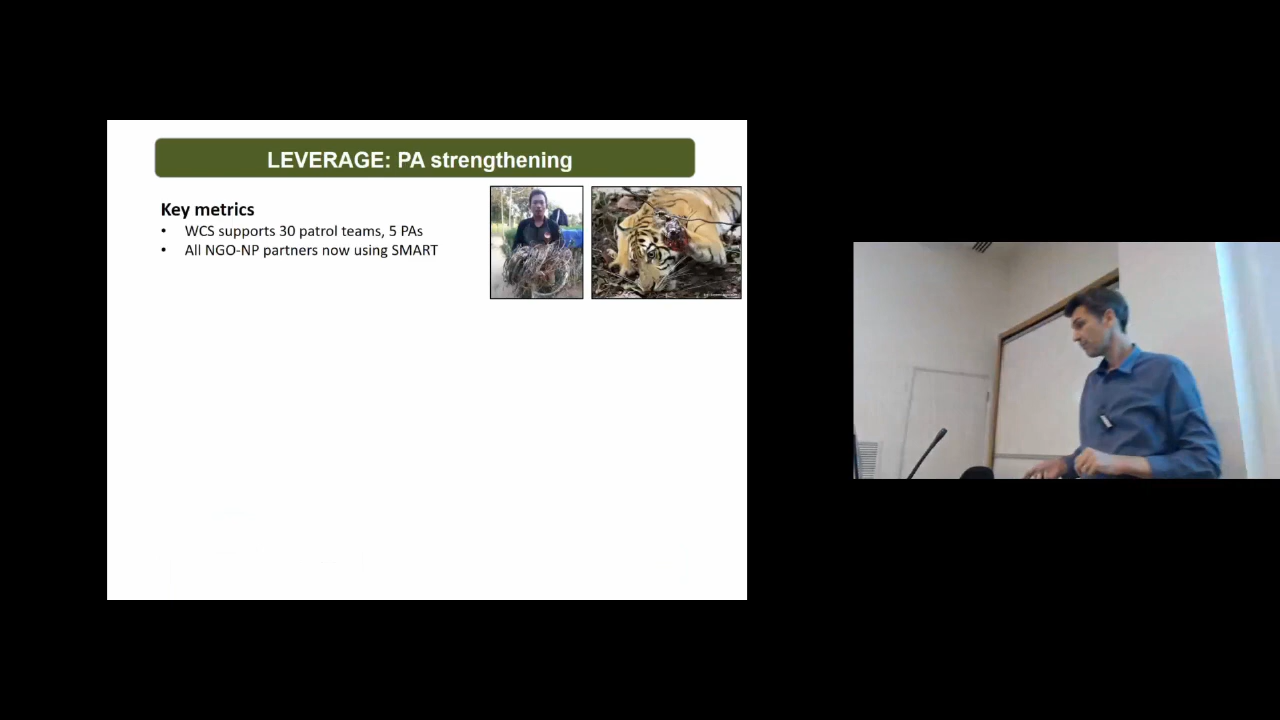 LEVERAGE: PA strengthening
Key metrics
• WCS supports 30 patrol teams, 5 PAs
• All NGO-NP partners now using SMART